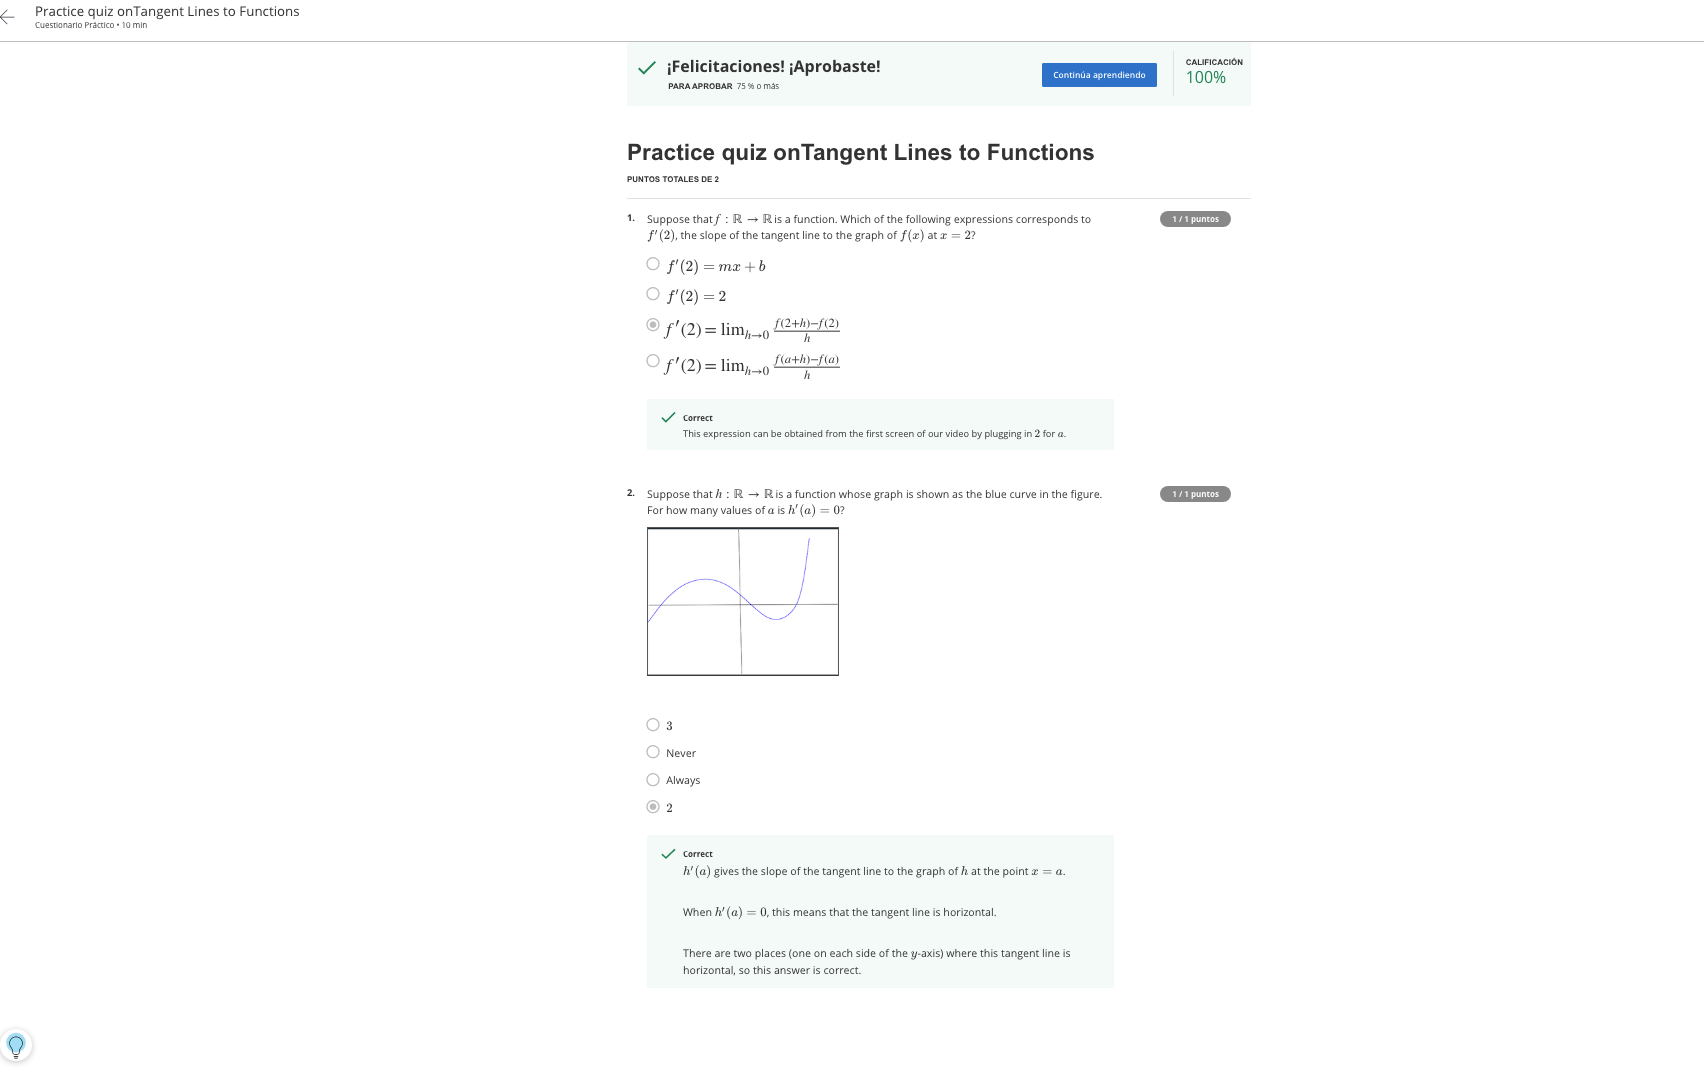 Practice quiz onTangent Lines to Functions
Cuestionario Práctico • 10 min
¡Felicitaciones! ¡Aprobaste!
PARA APROBAR 75 % o más
Continúa aprendiendo
CALIFICACIÓN
100%
Practice quiz onTangent Lines to Functions
PUNTOS TOTALES DE 2
1. Suppose that f : ℝ → ℝ is a function. Which of the following expressions corresponds to
f′(2), the slope of the tangent line to the graph of f(x) at x = 2?
1 / 1 puntos
f′(2) = mx + b
f′(2) = 2
f′(2) = lim_{h→0} \frac{f(2+h)−f(2)}{h}
f′(2) = lim_{h→0} \frac{f(a+h)−f(a)}{h}
Correct
This expression can be obtained from the first screen of our video by plugging in 2 for a.
2. Suppose that h : ℝ → ℝ is a function whose graph is shown as the blue curve in the figure.
For how many values of a is h′(a) = 0?
1 / 1 puntos
3
Never
Always
2
Correct
h′(a) gives the slope of the tangent line to the graph of h at the point x = a.
When h′(a) = 0, this means that the tangent line is horizontal.
There are two places (one on each side of the y-axis) where this tangent line is
horizontal, so this answer is correct.